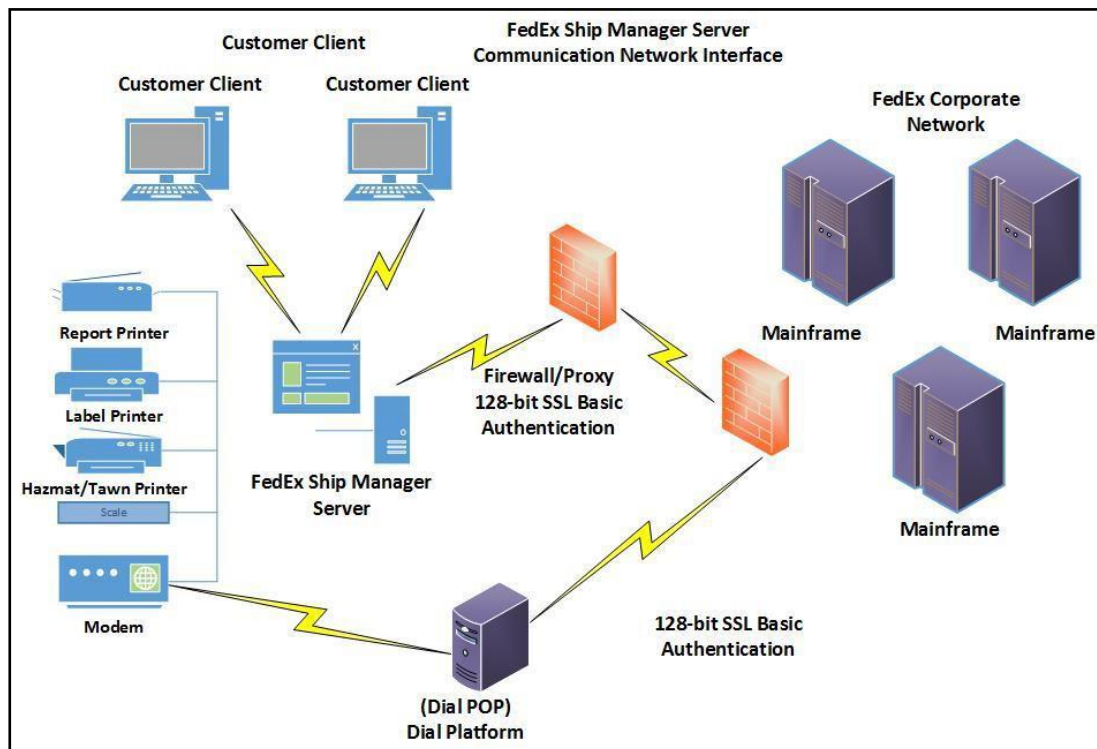 Customer Client
FedEx Ship Manager Server
Communication Network Interface
Customer Client
Customer Client
FedEx Corporate
Network
X
Report Printer
Label Printer
Hazmat/Tawn Printer
Scale
Modem
FedEx Ship Manager
Server
Firewall/Proxy
128-bit SSL Basic
Authentication
Mainframe
Mainframe
Mainframe
128-bit SSL Basic
Authentication
(Dial POP)
Dial Platform